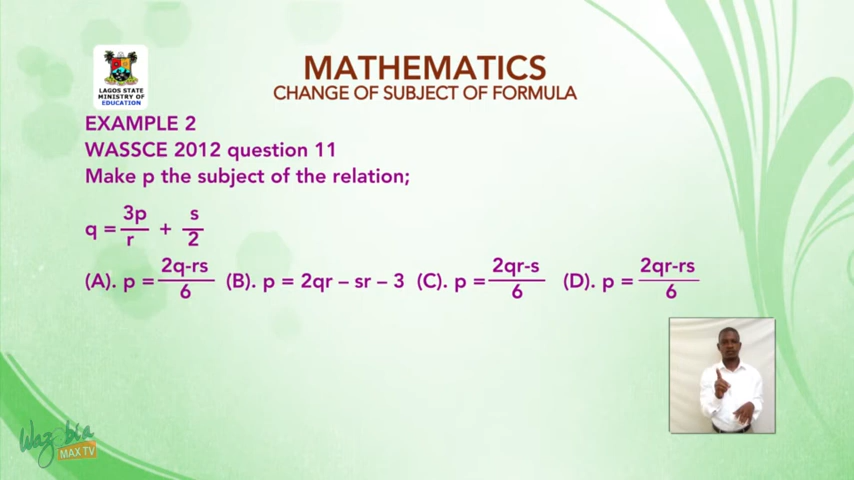 LAGOS STATE
MINISTRY OF
EDUCATION
MATHEMATICS
CHANGE OF SUBJECT OF FORMULA
EXAMPLE 2
WASSCE 2012 question 11
Make p the subject of the relation;
q = 3p/r + s/2
(A). p = 2q-rs/6 (B). p = 2qr – sr – 3 (C). p = 2qr-s/6 (D). p = 2qr-rs/6
Wazobia
MAX TV